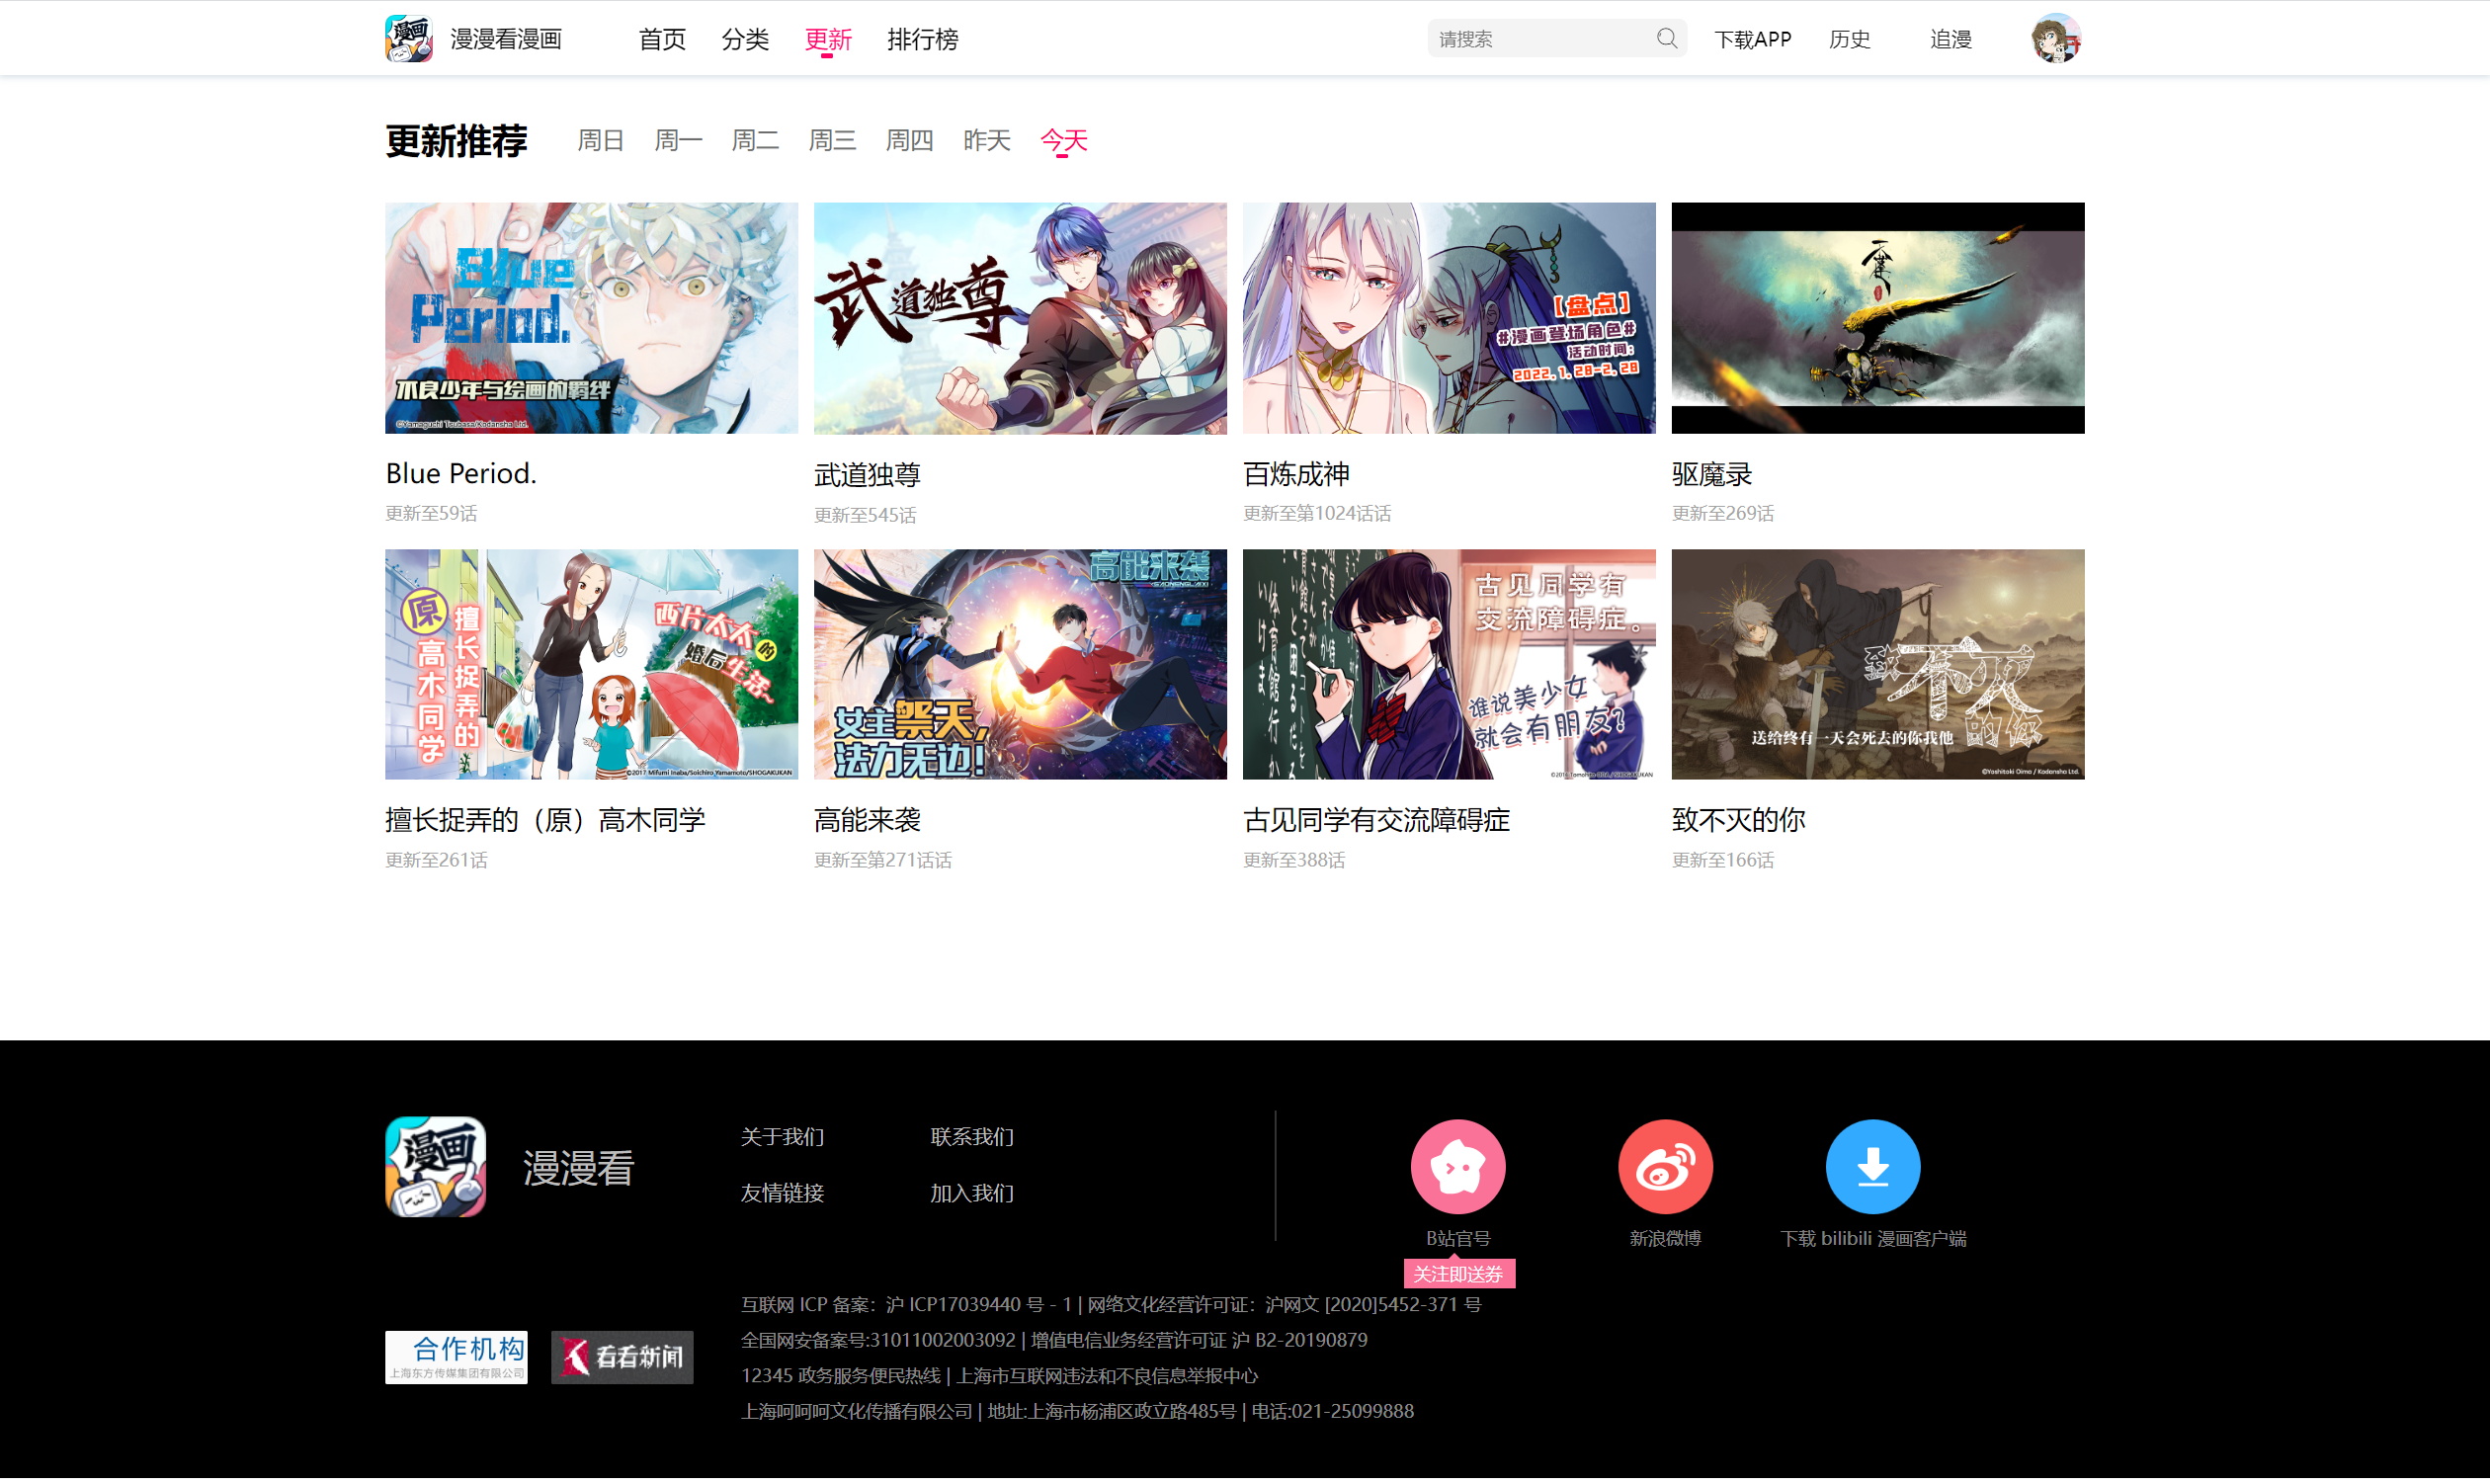 漫画
漫漫看漫画
首页
分类
更新
排行榜
请搜索
下载APP
历史
追漫
更新推荐
周日
周一
周二
周三
周四
昨天
今天
Blue
Period.
不良少年与绘画的羁绊
©Yamaguchi Tsubasa/Kodansha Ltd.
武道独尊
【盘点】
#漫画登场角色#
活动时间:
2022.1.28-2.28
Blue Period.
更新至59话
武道独尊
更新至545话
百炼成神
更新至第1024话话
驱魔录
更新至269话
原
擅长捉弄的
高木同学
西片太太的
婚后生活~
©2017 Mifumi Inaba/Soichiro Yamamoto/SHOGAKUKAN
高能来袭
女主祭天,
法力无边!
古见同学有
交流障碍症。
谁说美少女
就会有朋友?
致不灭的你
送给终有一天会死去的你我他
©Yoshitoki Oima / Kodansha Ltd.
擅长捉弄的（原）高木同学
更新至261话
高能来袭
更新至第271话话
古见同学有交流障碍症
更新至388话
致不灭的你
更新至166话
漫画
漫漫看
关于我们
联系我们
友情链接
加入我们
B站官号
新浪微博
下载 bilibili 漫画客户端
关注即送券
合作机构
上海东方传媒集团有限公司
看看新闻
互联网 ICP 备案：沪 ICP17039440 号 - 1 | 网络文化经营许可证：沪网文 [2020]5452-371 号
全国网安备案号:31011002003092 | 增值电信业务经营许可证 沪 B2-20190879
12345 政务服务便民热线 | 上海市互联网违法和不良信息举报中心
上海呵呵呵文化传播有限公司 | 地址:上海市杨浦区政立路485号 | 电话:021-25099888